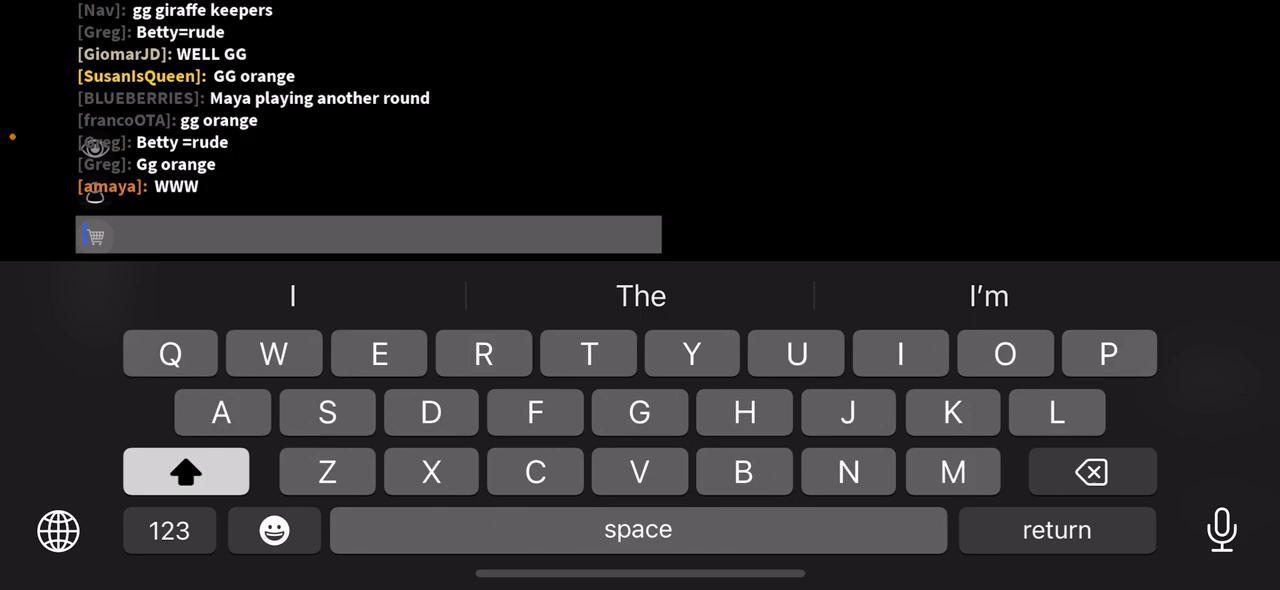 [Nav]: gg giraffe keepers
[Greg]: Betty=rude
[GiomarJD]: WELL GG
[SusanIsQueen]: GG orange
[BLUEBERRIES]: Maya playing another round
[francoOTA]: gg orange
[Greg]: Betty =rude
[Greg]: Gg orange
[amaya]: WWW
I The I'm
Q W E R T Y U I O P
A S D F G H J K L
Z X C V B N M
123 space return